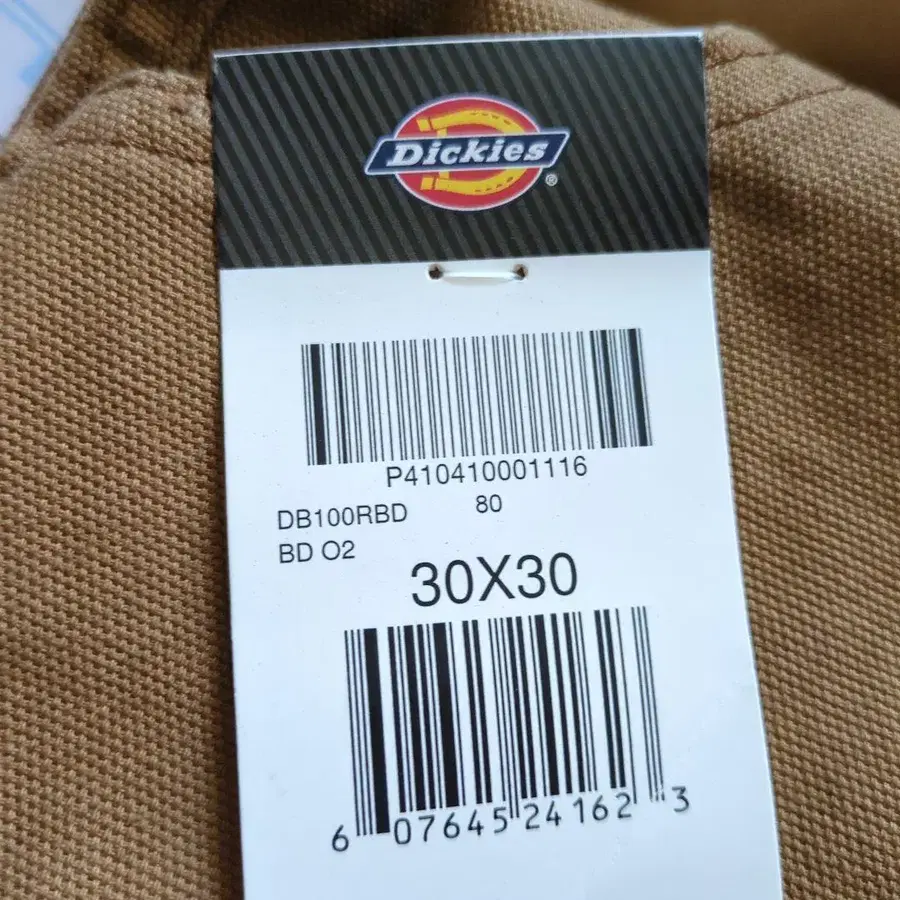 Dickies®
P410410001116
DB100RBD 80
BD O2
30X30
6 07645 24162 3